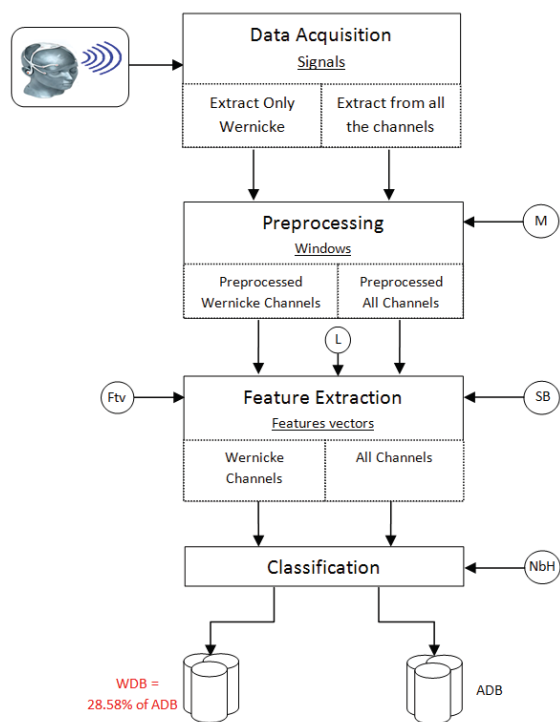 Data Acquisition
Signals
Extract Only
Wernicke
Extract from all
the channels
Preprocessing
Windows
M
Preprocessed
Wernicke Channels
Preprocessed
All Channels
L
Ftv
Feature Extraction
Features vectors
SB
Wernicke
Channels
All Channels
Classification
NbH
WDB =
28.58% of ADB
ADB